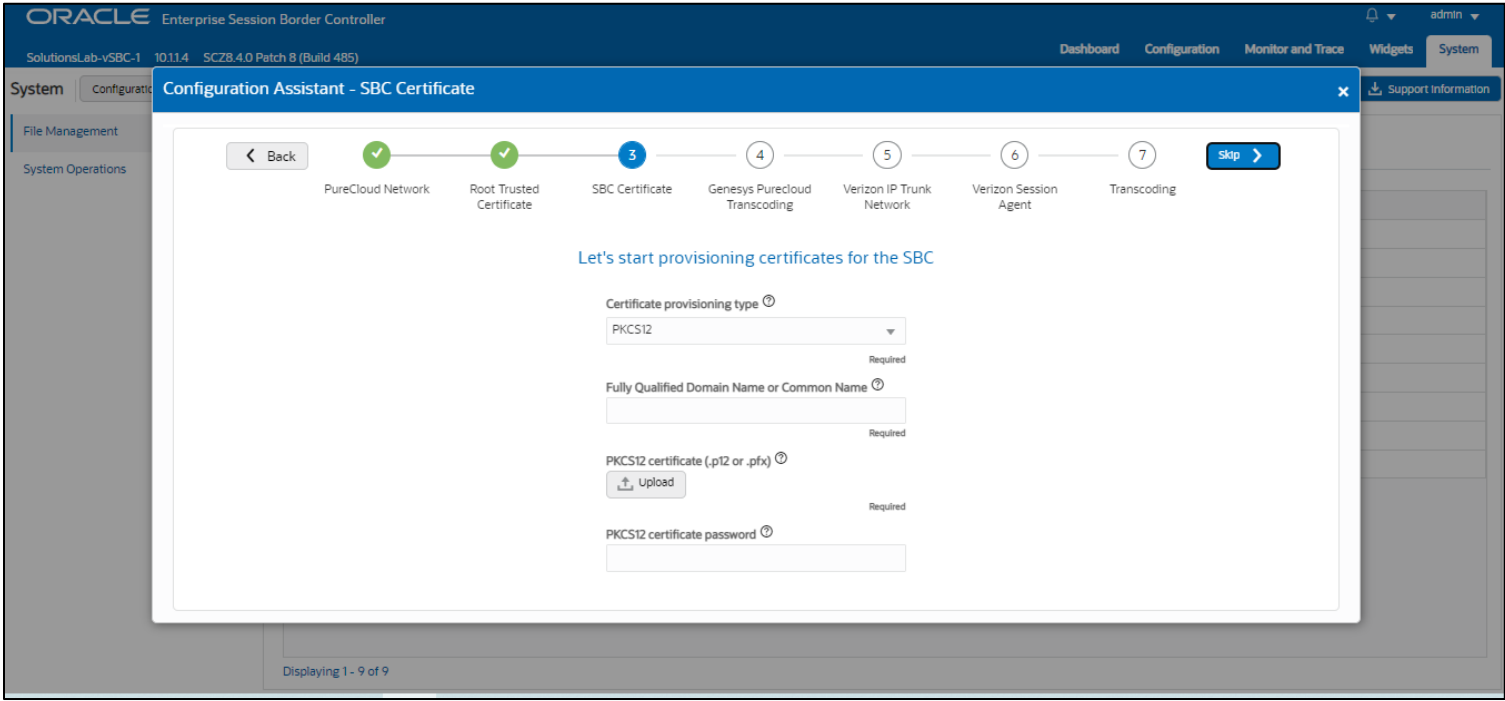 ORACLE Enterprise Session Border Controller
admin
SolutionsLab-vSBC-1 10.1.1.4 SCZ8.4.0 Patch 8 (Build 485)
Dashboard Configuration Monitor and Trace Widgets System
System Configuratio
Configuration Assistant - SBC Certificate
Support Information
File Management
System Operations
Back
3 4 5 6 7
Skip
PureCloud Network
Root Trusted
Certificate
SBC Certificate
Genesys Purecloud
Transcoding
Verizon IP Trunk
Network
Verizon Session
Agent
Transcoding
Let's start provisioning certificates for the SBC
Certificate provisioning type
PKCS12
Required
Fully Qualified Domain Name or Common Name
Required
PKCS12 certificate (.p12 or .pfx)
Upload
Required
PKCS12 certificate password
Displaying 1 - 9 of 9